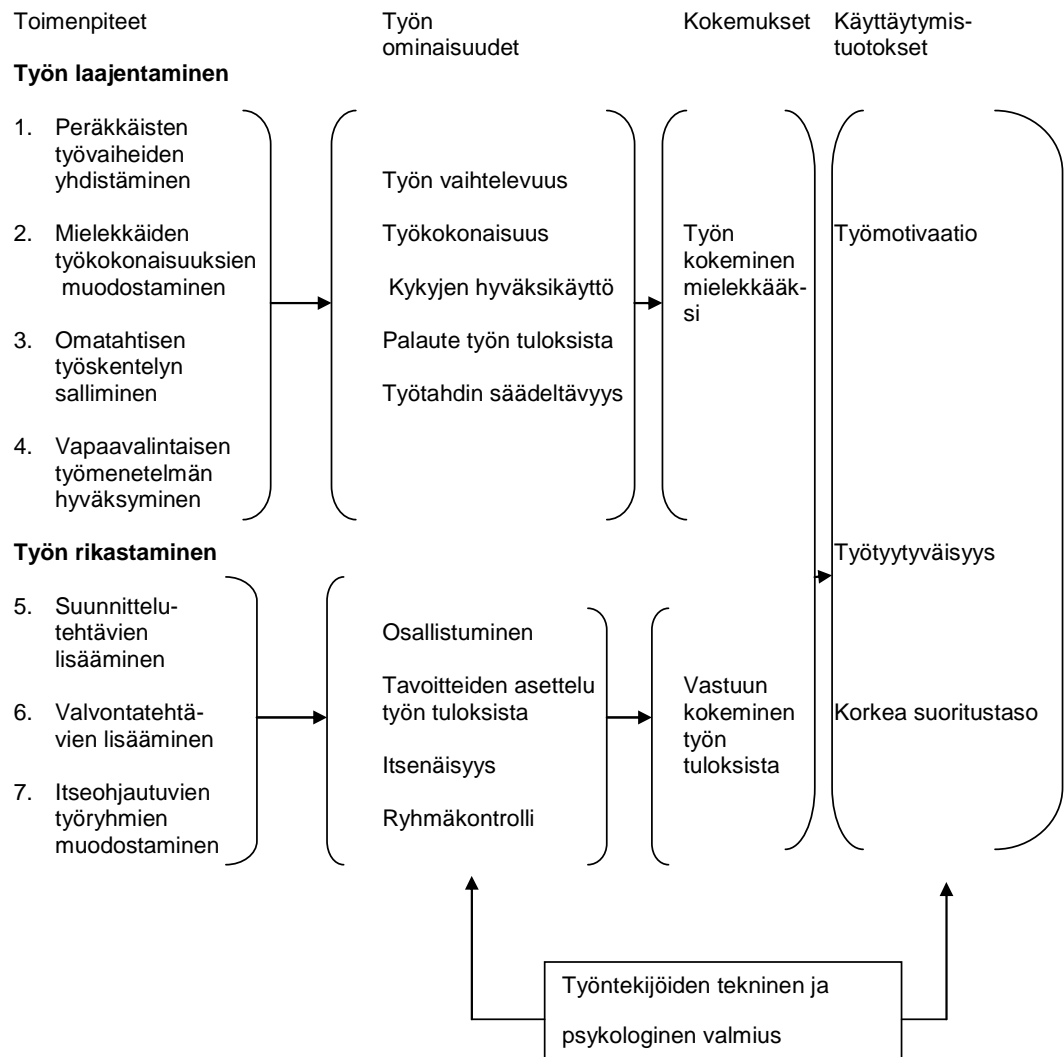 Toimenpiteet
Työn
ominaisuudet
Kokemukset
Käyttäytymis-
tuotokset
Työn laajentaminen
1. Peräkkäisten
työvaiheiden
yhdistäminen
2. Mielekkäiden
työkokonaisuuksien
muodostaminen
3. Omatahtisen
työskentelyn
salliminen
4. Vapaavalintaisen
työmenetelmän
hyväksyminen
Työn vaihtelevuus
Työkokonaisuus
Kykyjen hyväksikäyttö
Palaute työn tuloksista
Työtahdin säädeltävyys
Työn
kokeminen
mielekkääk-
si
Työmotivaatio
Työtyytyväisyys
Korkea suoritustaso
Työn rikastaminen
5. Suunnittelu-
tehtävien
lisääminen
6. Valvontatehtä-
vien lisääminen
7. Itseohjautuvien
työryhmien
muodostaminen
Osallistuminen
Tavoitteiden asettelu
työn tuloksista
Itsenäisyys
Ryhmäkontrolli
Vastuun
kokeminen
työn
tuloksista
Työntekijöiden tekninen ja
psykologinen valmius